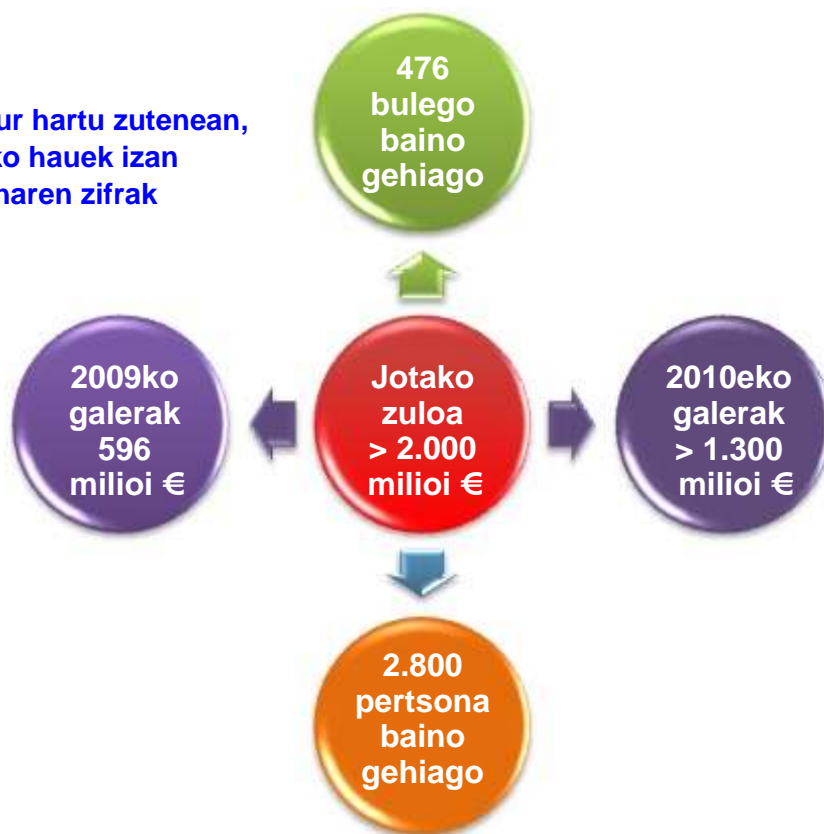 476
bulego
baino
gehiago
ur hartu zutenean,
ko hauek izan
zifrak
2009ko
galerak
596
milioi €
Jotako
zuloa
> 2.000
milioi €
2010eko
galerak
> 1.300
milioi €
2.800
pertsona
baino
gehiago